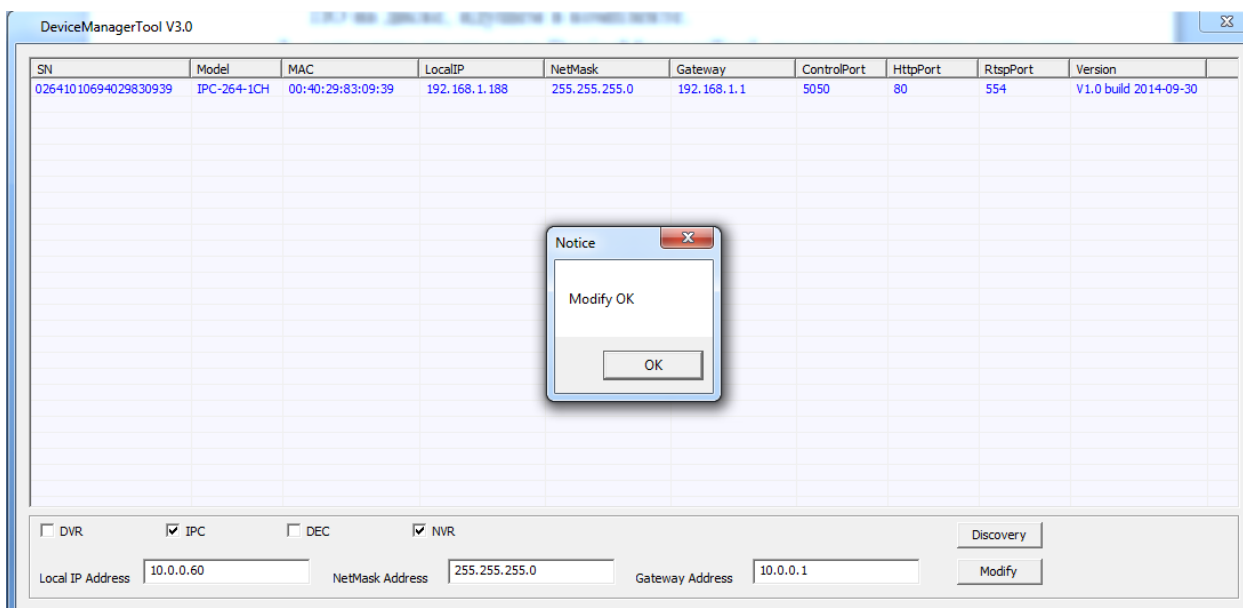 DeviceManagerTool V3.0
SN Model MAC LocalIP NetMask Gateway ControlPort HttpPort RtspPort Version
02641010694029830939 IPC-264-1CH 00:40:29:83:09:39 192.168.1.188 255.255.255.0 192.168.1.1 5050 80 554 V1.0 build 2014-09-30
Notice
Modify OK
OK
DVR IPC DEC NVR Discovery
Local IP Address 10.0.0.60 NetMask Address 255.255.255.0 Gateway Address 10.0.0.1 Modify